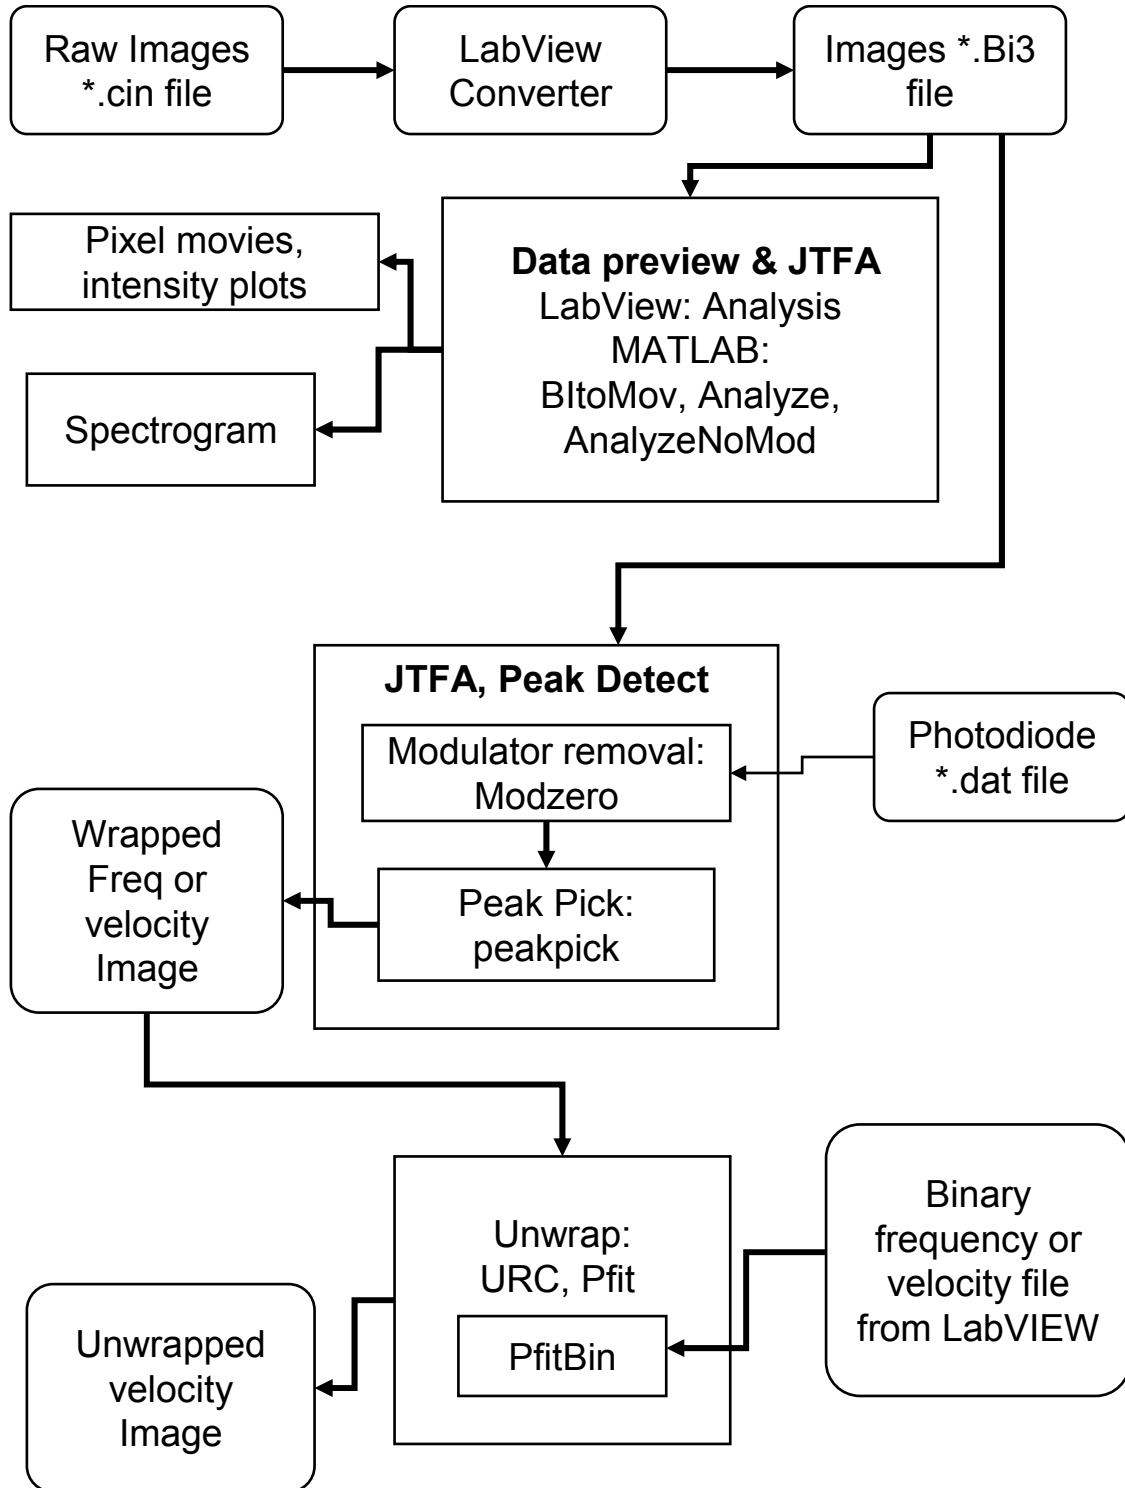 Raw Images
*.cin file
LabView
Converter
Images *.Bi3
file
Pixel movies,
intensity plots
Spectrogram
Data preview & JTFA
LabView: Analysis
MATLAB:
BItoMov, Analyze,
AnalyzeNoMod
JTFA, Peak Detect
Modulator removal:
Modzero
Photodiode
*.dat file
Peak Pick:
peakpick
Wrapped
Freq or
velocity
Image
Unwrap:
URC, Pfit
PfitBin
Binary
frequency or
velocity file
from LabVIEW
Unwrapped
velocity
Image